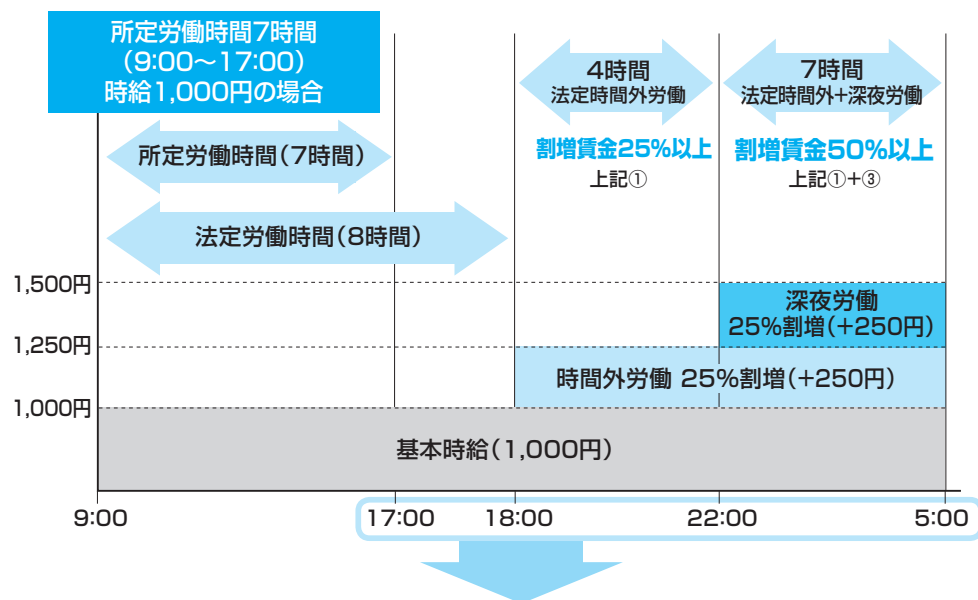 所定労働時間7時間
(9:00～17:00)
時給1,000円の場合
4時間
法定時間外労働
7時間
法定時間外+深夜労働
割増賃金25%以上
上記①
割増賃金50%以上
上記①+③
所定労働時間(7時間)
法定労働時間(8時間)
1,500円
深夜労働
25%割増(+250円)
1,250円
時間外労働 25%割増(+250円)
1,000円
基本時給(1,000円)
9:00
17:00
18:00
22:00
5:00